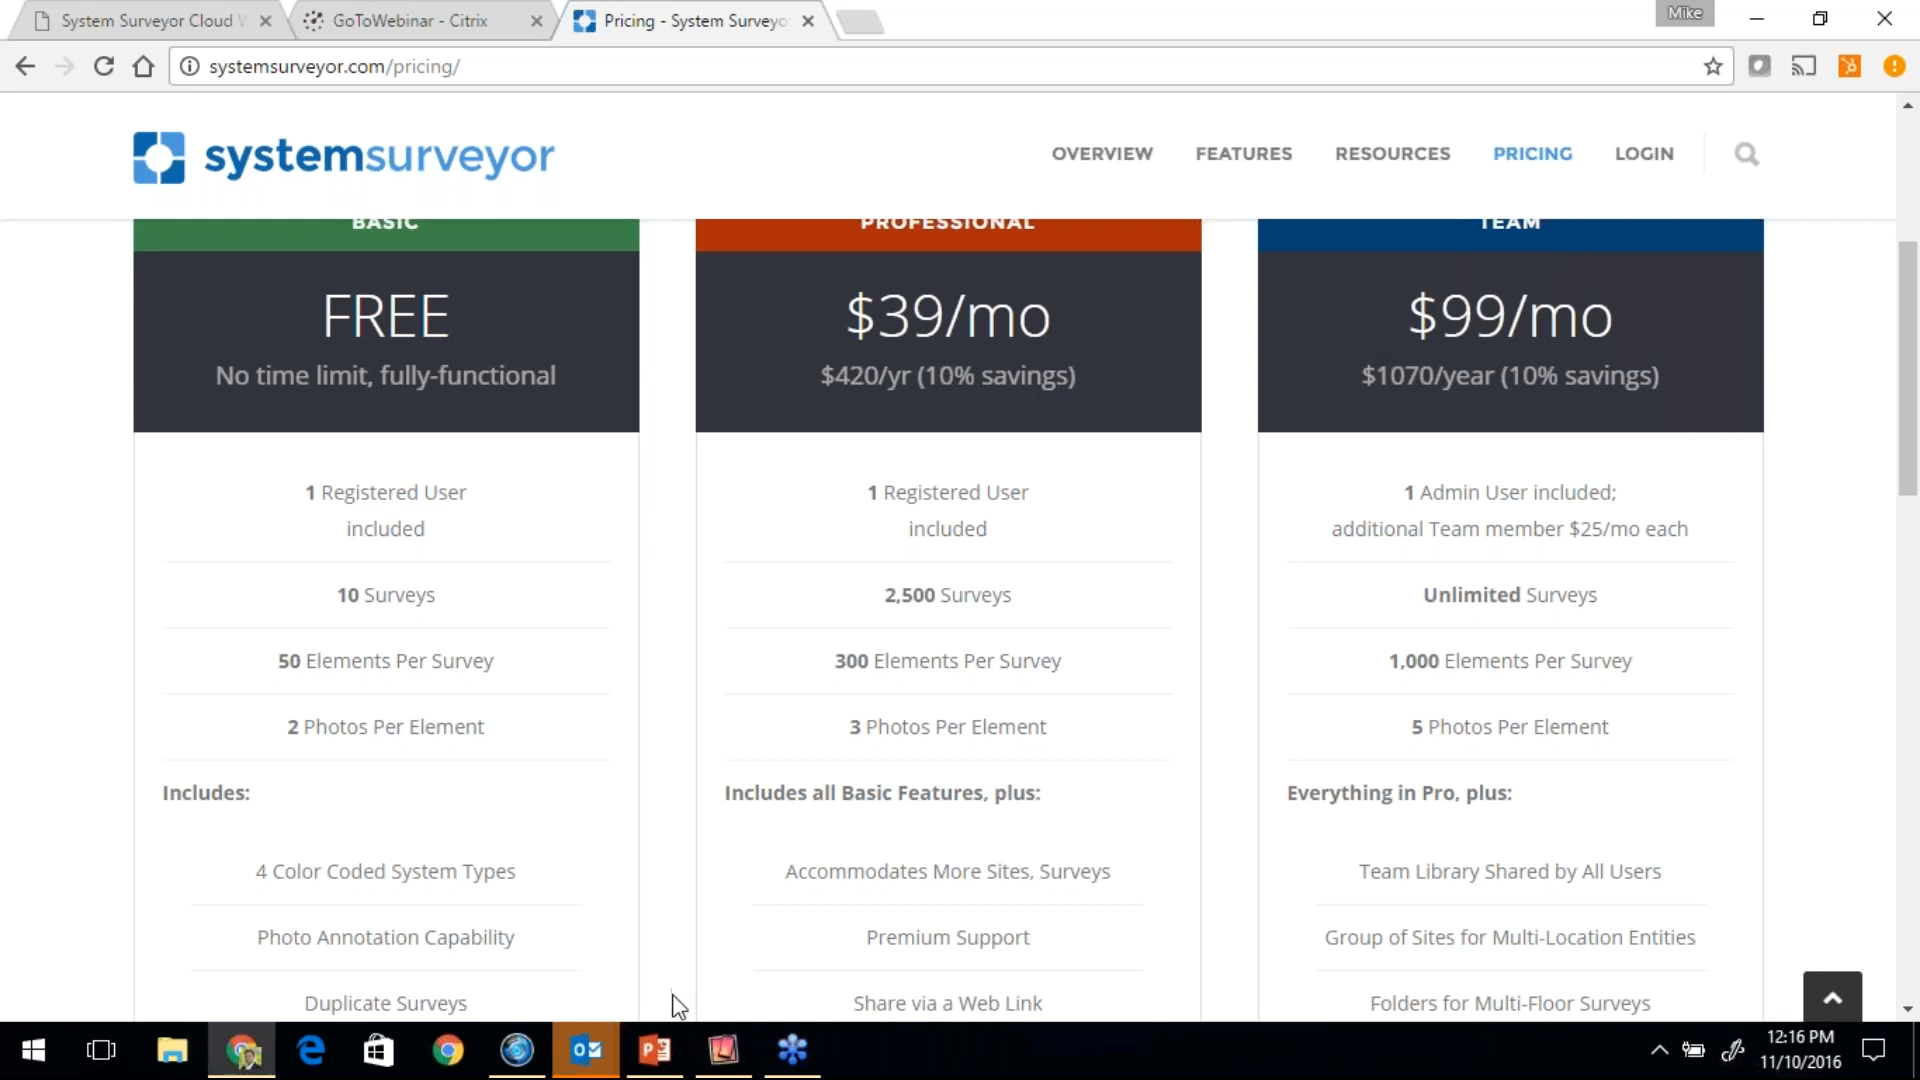 System Surveyor Cloud V
GoToWebinar - Citrix
Pricing - System Surveyo
Mike
systemsurveyor.com/pricing/
systemsurveyor
OVERVIEW
FEATURES
RESOURCES
PRICING
LOGIN
BASIC
FREE
No time limit, fully-functional
1 Registered User
included
10 Surveys
50 Elements Per Survey
2 Photos Per Element
Includes:
4 Color Coded System Types
Photo Annotation Capability
Duplicate Surveys
PROFESSIONAL
$39/mo
$420/yr (10% savings)
1 Registered User
included
2,500 Surveys
300 Elements Per Survey
3 Photos Per Element
Includes all Basic Features, plus:
Accommodates More Sites, Surveys
Premium Support
Share via a Web Link
TEAM
$99/mo
$1070/year (10% savings)
1 Admin User included;
additional Team member $25/mo each
Unlimited Surveys
1,000 Elements Per Survey
5 Photos Per Element
Everything in Pro, plus:
Team Library Shared by All Users
Group of Sites for Multi-Location Entities
Folders for Multi-Floor Surveys
12:16 PM
11/10/2016